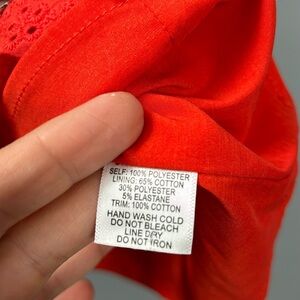 SELF: 100% POLYESTER
LINING: 65% COTTON
30% POLYESTER
5% ELASTANE
TRIM: 100% COTTON
HAND WASH COLD
DO NOT BLEACH
LINE DRY
DO NOT IRON